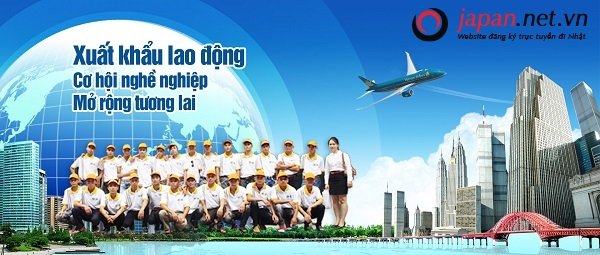 japan.net.vn
Website đăng ký trực tuyến đi Nhật
Xuất khẩu lao động
Cơ hội nghề nghiệp
Mở rộng tương lai